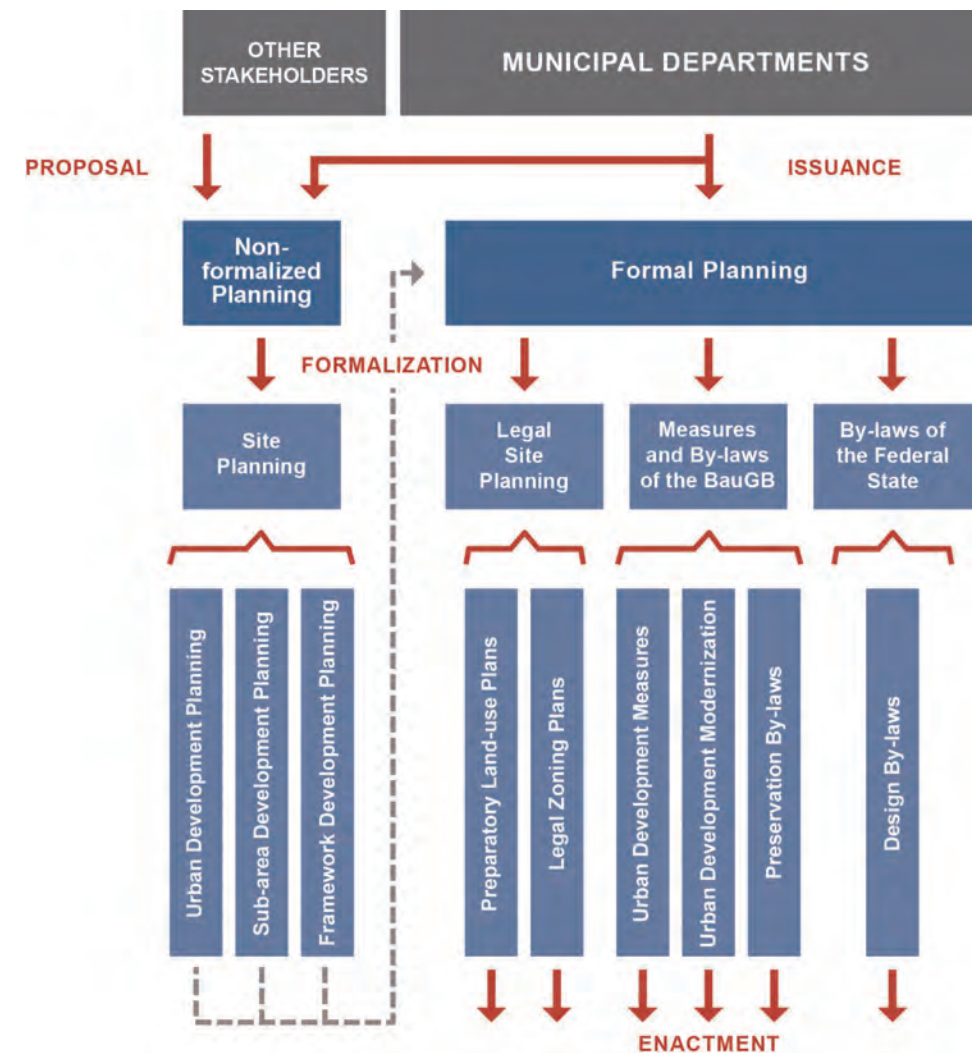 OTHER
STAKEHOLDERS
MUNICIPAL DEPARTMENTS
PROPOSAL
ISSUANCE
Non-
formalized
Planning
Formal Planning
FORMALIZATION
Site
Planning
Legal
Site
Planning
Measures
and By-laws
of the BauGB
By-laws of
the Federal
State
Urban Development Planning
Sub-area Development Planning
Framework Development Planning
Preparatory Land-use Plans
Legal Zoning Plans
Urban Development Measures
Urban Development Modernization
Preservation By-laws
Design By-laws
ENACTMENT